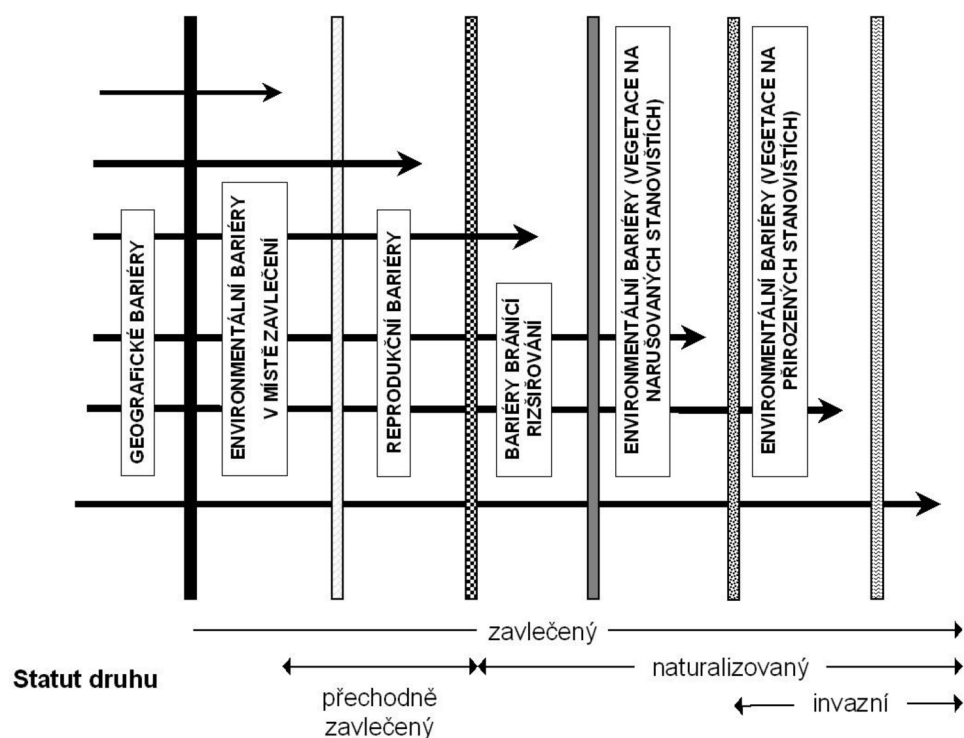 GEOGRAFICKÉ BARIÉRY
ENVIRONMENTÁLNÍ BARIÉRY
V MÍSTĚ ZAVLEČENÍ
REPRODUKČNÍ BARIÉRY
BARIÉRY BRÁNÍCÍ
RIZŠIŘOVÁNÍ
ENVIRONMENTÁLNÍ BARIÉRY (VEGETACE NA
NARUŠOVANÝCH STANOVIŠTÍCH)
ENVIRONMENTÁLNÍ BARIÉRY (VEGETACE NA
PŘIROZENÝCH STANOVIŠTÍCH)
zavlečený
Statut druhu
naturalizovaný
přechodně
zavlečený
invazní